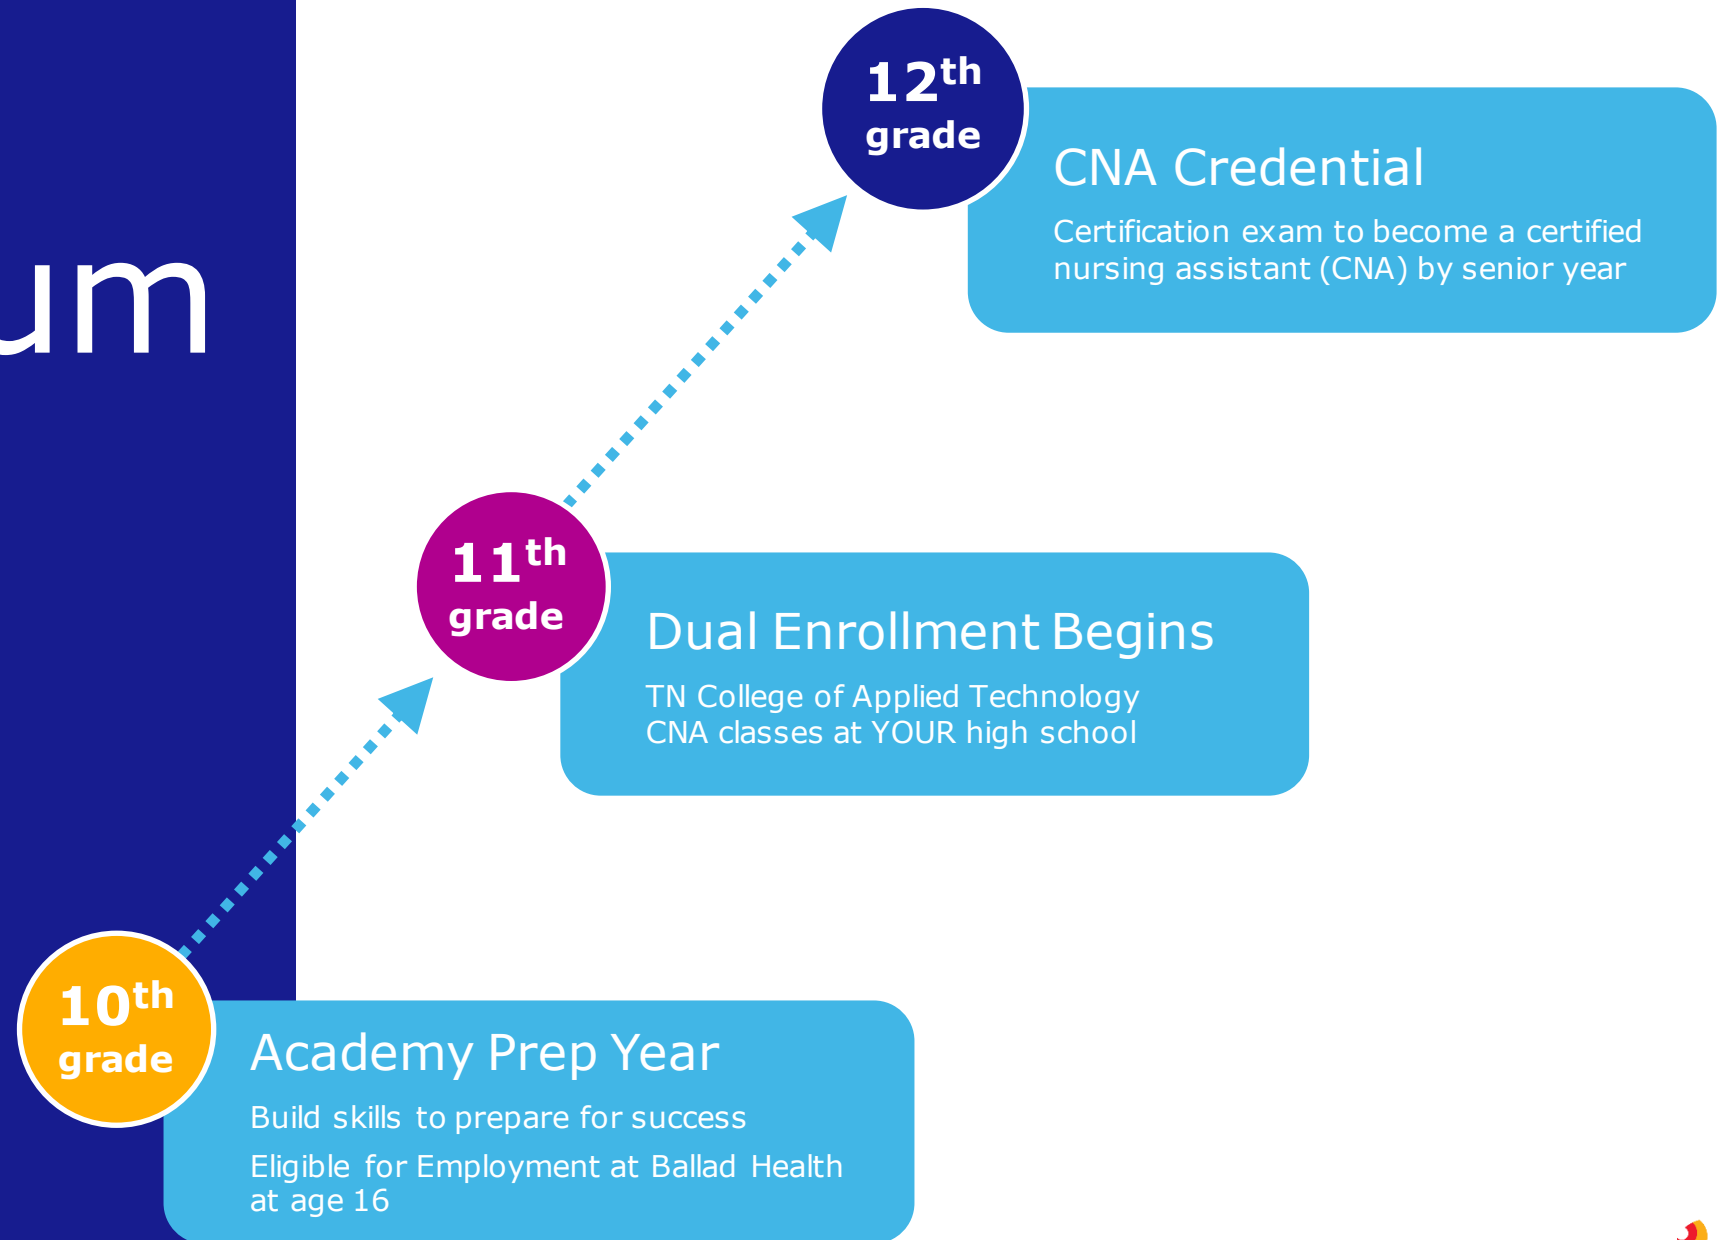 12th
grade
CNA Credential
Certification exam to become a certified
nursing assistant (CNA) by senior year
um
11th
grade
Dual Enrollment Begins
TN College of Applied Technology
CNA classes at YOUR high school
10th
grade
Academy Prep Year
Build skills to prepare for success
Eligible for Employment at Ballad Health
at age 16